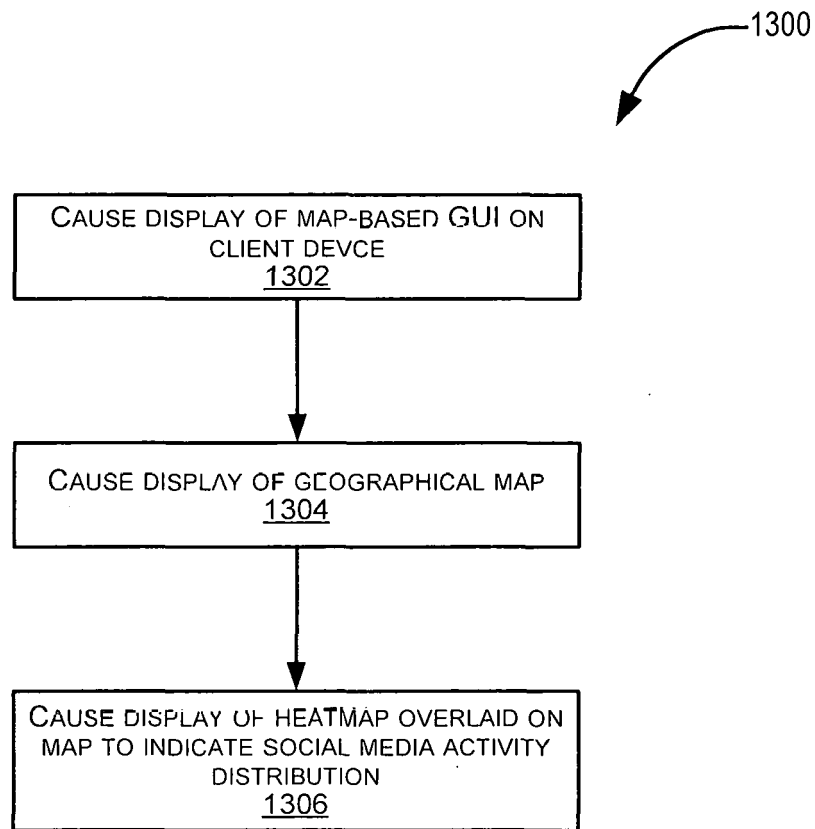 1300
CAUSE DISPLAY OF MAP-BASED GUI ON
CLIENT DEVCE
1302
CAUSE DISPLAY OF GEOGRAPHICAL MAP
1304
CAUSE DISPLAY OF HEATMAP OVERLAID ON
MAP TO INDICATE SOCIAL MEDIA ACTIVITY
DISTRIBUTION
1306